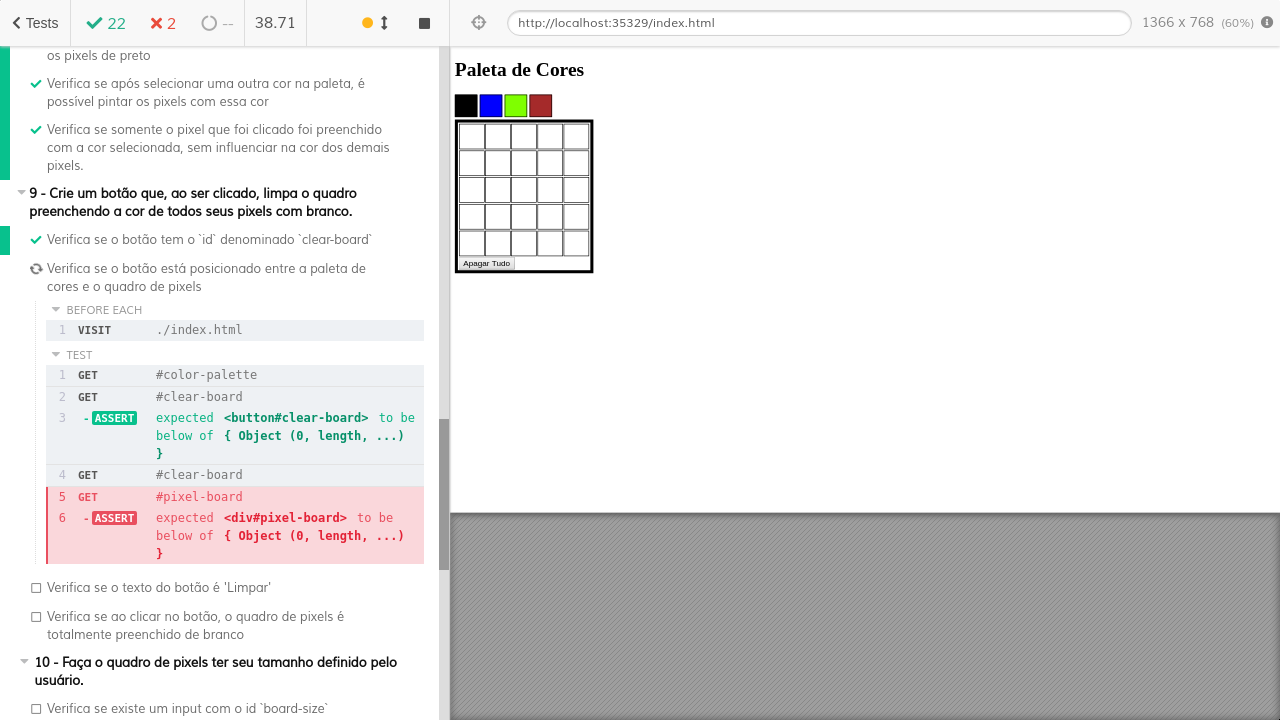 Tests 22 2 -- 38.71 http://localhost:35329/index.html 1366 x 768 (60%)
os pixels de preto
Verifica se após selecionar uma outra cor na paleta, é
possível pintar os pixels com essa cor
Verifica se somente o pixel que foi clicado foi preenchido
com a cor selecionada, sem influenciar na cor dos demais
pixels.
9 - Crie um botão que, ao ser clicado, limpa o quadro
preenchendo a cor de todos seus pixels com branco.
Verifica se o botão tem o `id` denominado `clear-board`
Verifica se o botão está posicionado entre a paleta de
cores e o quadro de pixels
BEFORE EACH
1 VISIT ./index.html
TEST
1 GET #color-palette
2 GET #clear-board
3 -ASSERT expected <button#clear-board> to be
below of { Object (0, length, ...)
}
4 GET #clear-board
5 GET #pixel-board
6 -ASSERT expected <div#pixel-board> to be
below of { Object (0, length, ...)
}
Verifica se o texto do botão é 'Limpar'
Verifica se ao clicar no botão, o quadro de pixels é
totalmente preenchido de branco
10 - Faça o quadro de pixels ter seu tamanho definido pelo
usuário.
Verifica se existe um input com o id `board-size`
Paleta de Cores
Apagar Tudo